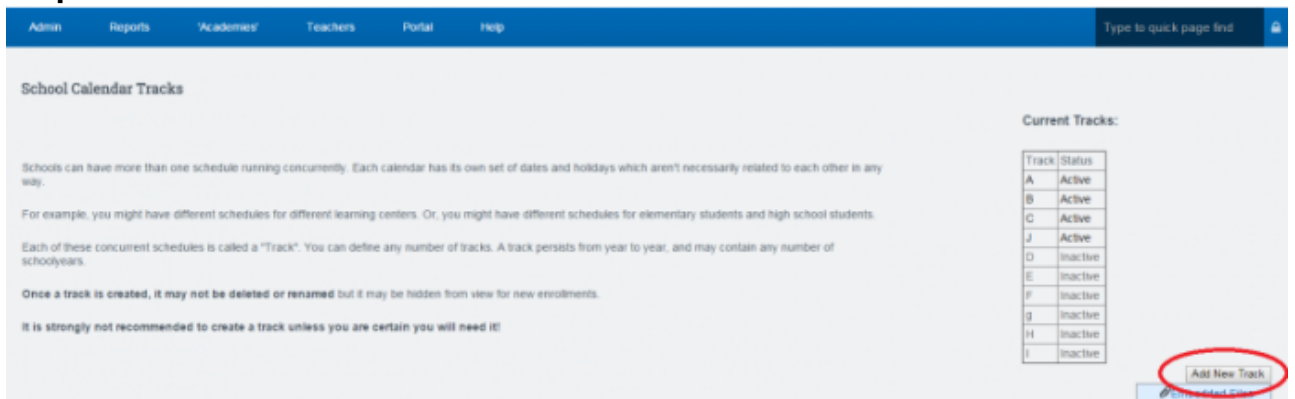 Admin Reports 'Academies' Teachers Portal Help Type to quick page find
School Calendar Tracks
Current Tracks:
Schools can have more than one schedule running concurrently. Each calendar has its own set of dates and holidays which aren't necessarily related to each other in any
way.
For example, you might have different schedules for different learning centers. Or, you might have different schedules for elementary students and high school students.
Each of these concurrent schedules is called a "Track". You can define any number of tracks. A track persists from year to year, and may contain any number of
schoolyears.
Once a track is created, it may not be deleted or renamed but it may be hidden from view for new enrollments.
It is strongly not recommended to create a track unless you are certain you will need it!
Track Status
A Active
B Active
C Active
J Active
D Inactive
E Inactive
F Inactive
g Inactive
H Inactive
I Inactive
Add New Track
Embedded Files